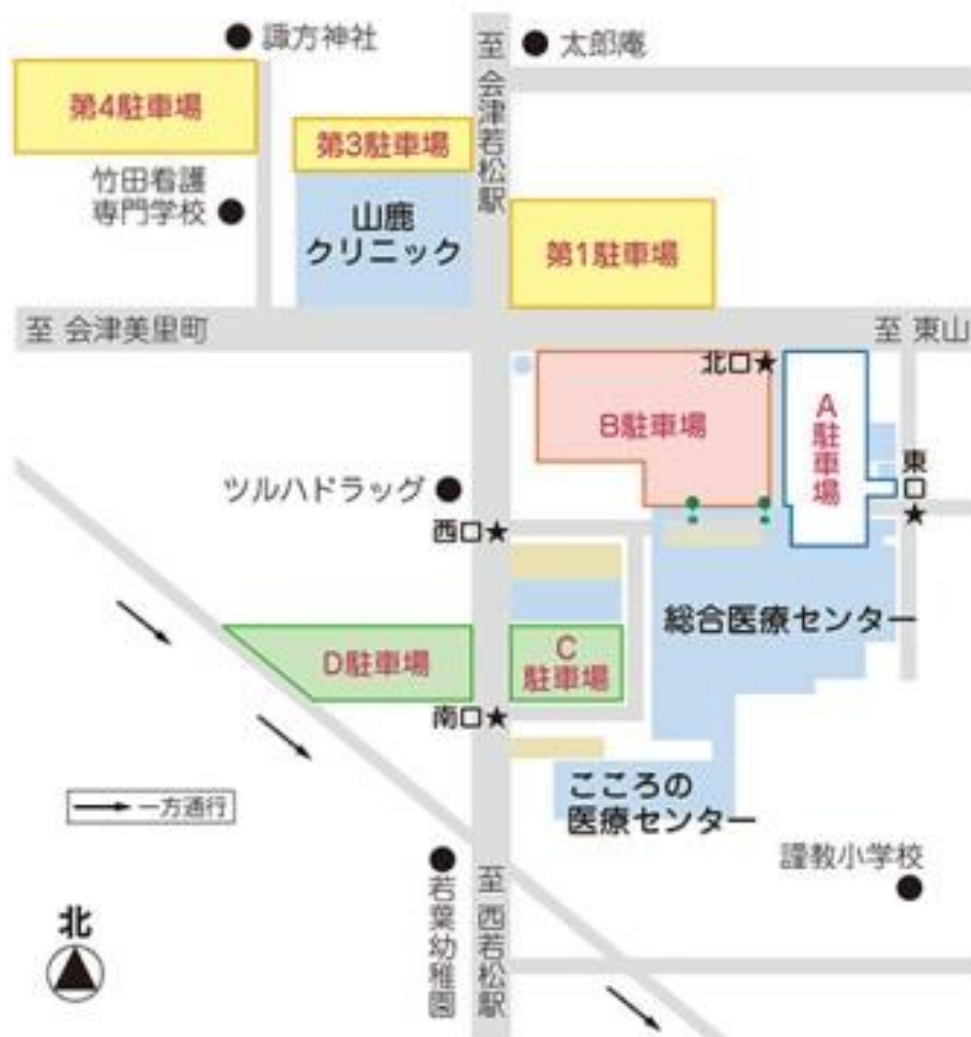 諏方神社
至 会津若松駅
太郎庵
第4駐車場
第3駐車場
竹田看護
専門学校
山鹿
クリニック
第1駐車場
至 会津美里町
至 東山
北口★
B駐車場
A駐車場
東口★
ツルハドラッグ
西口★
総合医療センター
D駐車場
C
駐車場
南口★
こころの
医療センター
一方通行
謹教小学校
若葉幼稚園
至 西若松駅
北